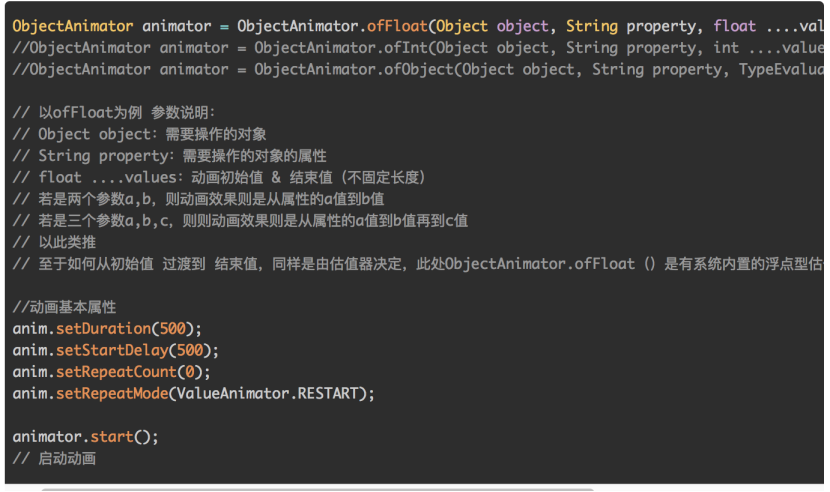 ObjectAnimator animator = ObjectAnimator.ofFloat(Object object, String property, float ....val
//ObjectAnimator animator = ObjectAnimator.ofInt(Object object, String property, int ....value
//ObjectAnimator animator = ObjectAnimator.ofObject(Object object, String property, TypeEvalua
// 以ofFloat为例 参数说明：
// Object object：需要操作的对象
// String property：需要操作的对象的属性
// float ....values：动画初始值 & 结束值（不固定长度）
// 若是两个参数a,b，则动画效果则是从属性的a值到b值
// 若是三个参数a,b,c，则则动画效果则是从属性的a值到b值再到c值
// 以此类推
// 至于如何从初始值 过渡到 结束值，同样是由估值器决定，此处ObjectAnimator.ofFloat（）是有系统内置的浮点型估
//动画基本属性
anim.setDuration(500);
anim.setStartDelay(500);
anim.setRepeatCount(0);
anim.setRepeatMode(ValueAnimator.RESTART);
animator.start();
// 启动动画